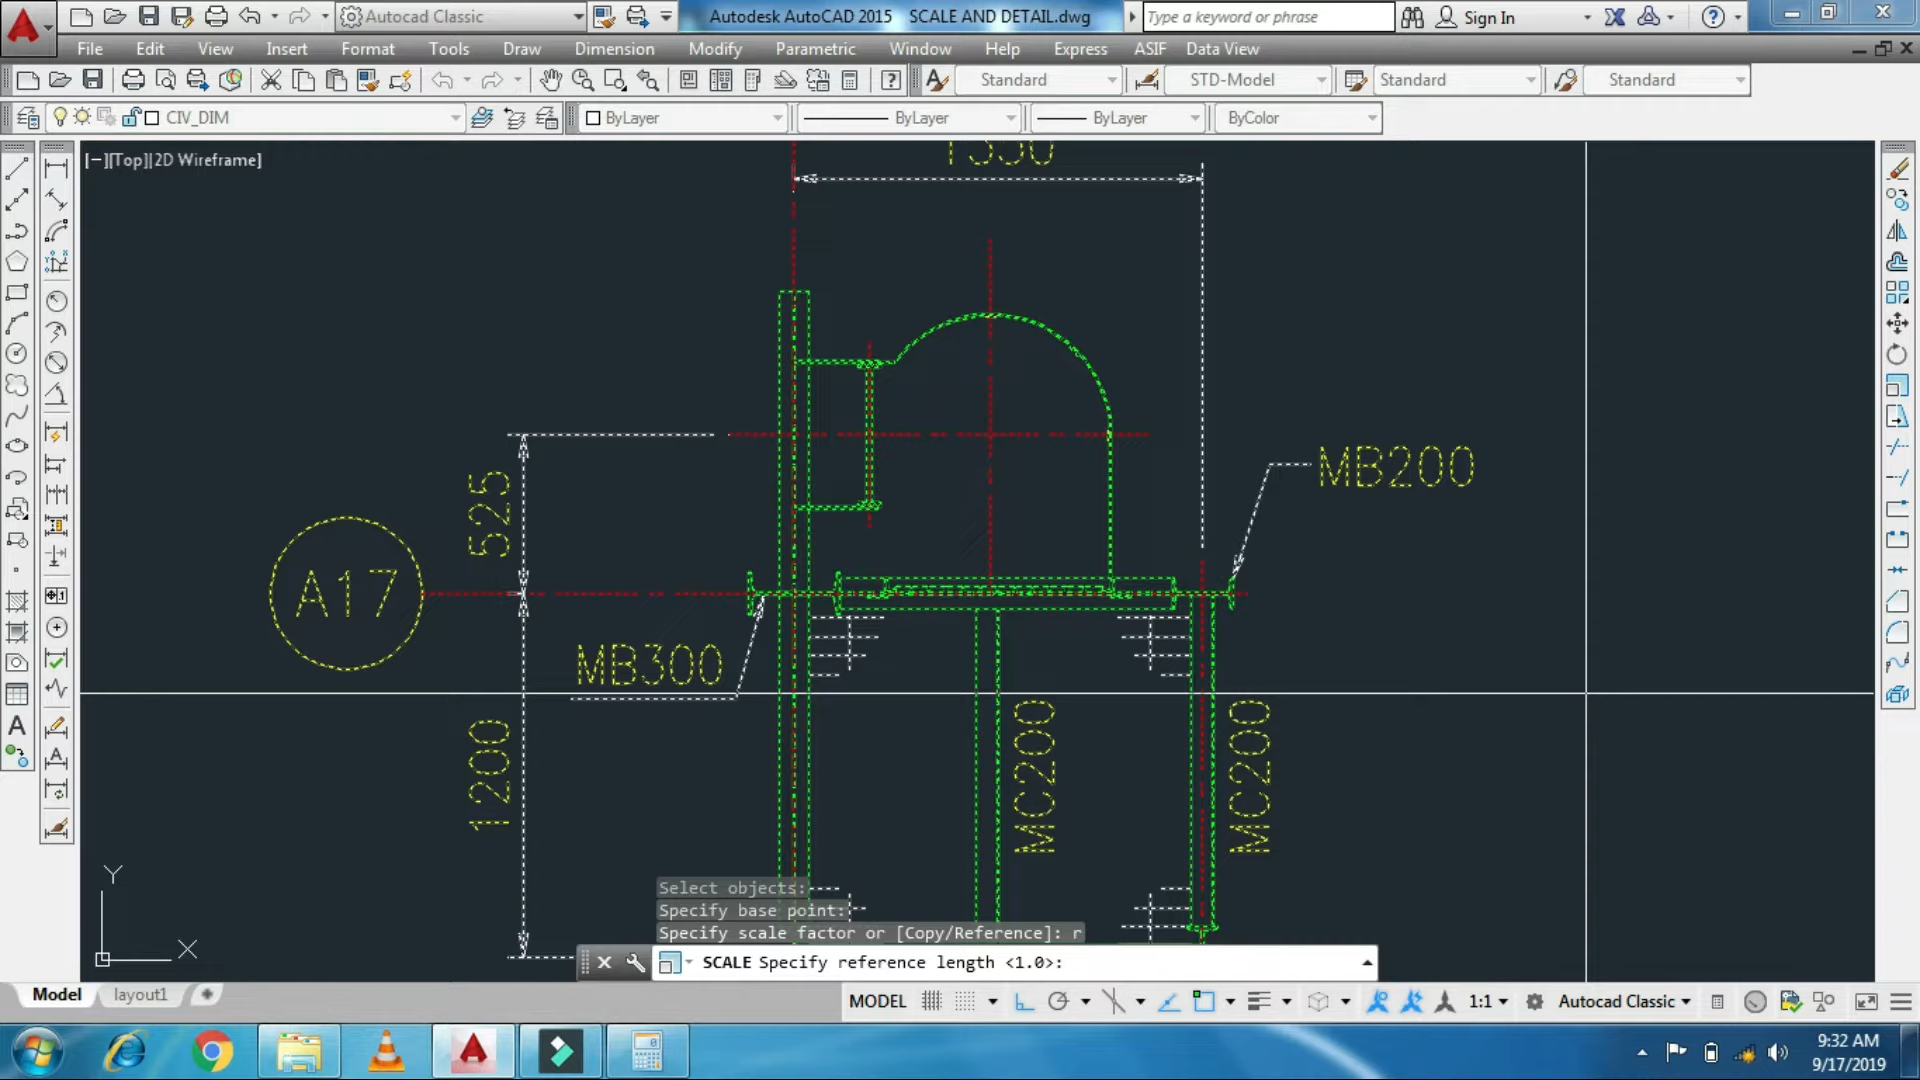 Autocad Classic
Autodesk AutoCAD 2015 SCALE AND DETAIL.dwg
Type a keyword or phrase
Sign In
File Edit View Insert Format Tools Draw Dimension Modify Parametric Window Help Express ASIF Data View
Standard STD-Model Standard Standard
CIV_DIM ByLayer ByLayer ByLayer ByColor
[−][Top][2D Wireframe]
MB200
525
A17
MB300
1200
MC200
MC200
Y
X
Select objects:
Specify base point:
Specify scale factor or [Copy/Reference]: r
SCALE Specify reference length <1.0>:
Model layout1
MODEL 1:1 Autocad Classic
9:32 AM
9/17/2019